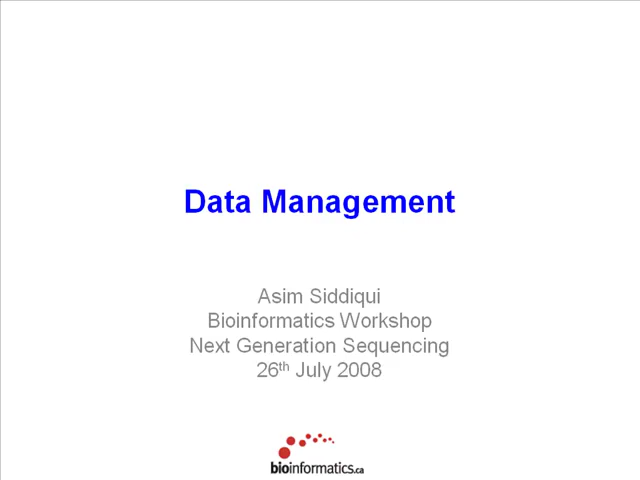 Data Management
Asim Siddiqui
Bioinformatics Workshop
Next Generation Sequencing
26th July 2008
bioinformatics.ca